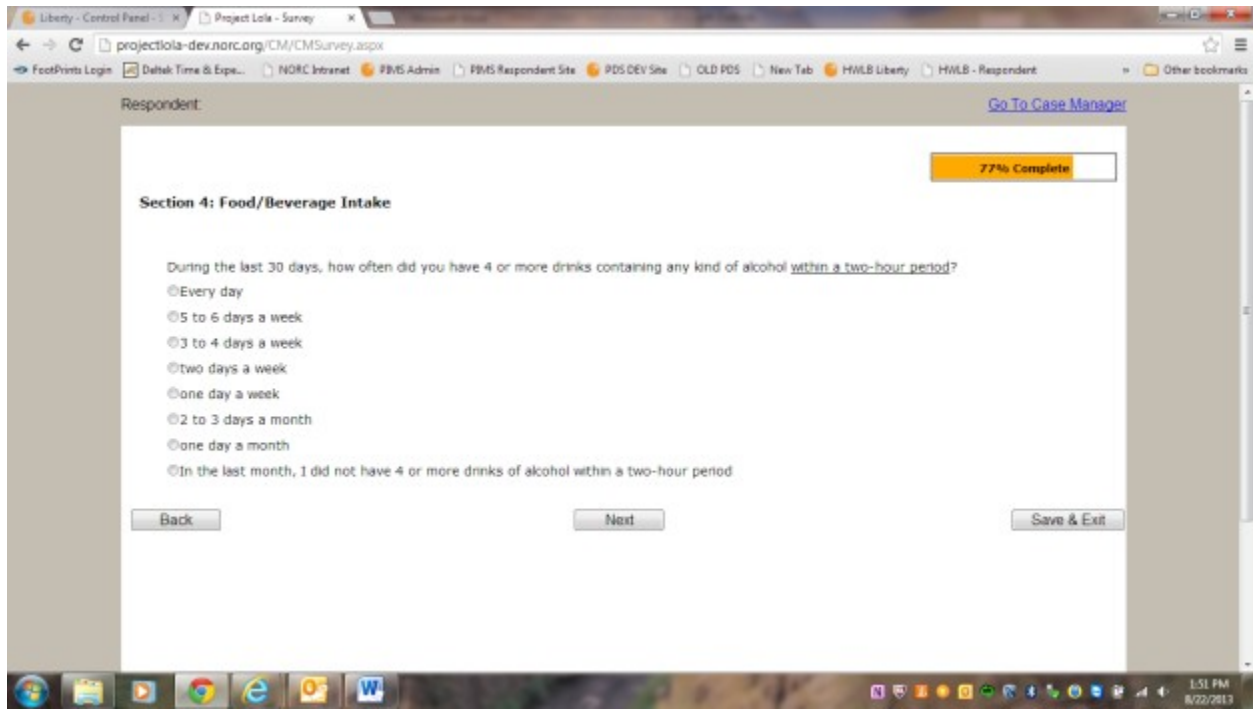 Liberty - Control Panel - S
Project Lola - Survey
projectlola-dev.norc.org/CM/CMSurvey.aspx
FootPrints Login
Deltek Time & Expe...
NORC Intranet
PIMS Admin
PIMS Respondent Site
PDS DEV Site
OLD PDS
New Tab
HWLB Liberty
HWLB - Respondent
»
Other bookmarks
Respondent:
Go To Case Manager
77% Complete
Section 4: Food/Beverage Intake
During the last 30 days, how often did you have 4 or more drinks containing any kind of alcohol within a two-hour period?
Every day
5 to 6 days a week
3 to 4 days a week
two days a week
one day a week
2 to 3 days a month
one day a month
In the last month, I did not have 4 or more drinks of alcohol within a two-hour period
Back
Next
Save & Exit
1:51 PM
8/22/2013